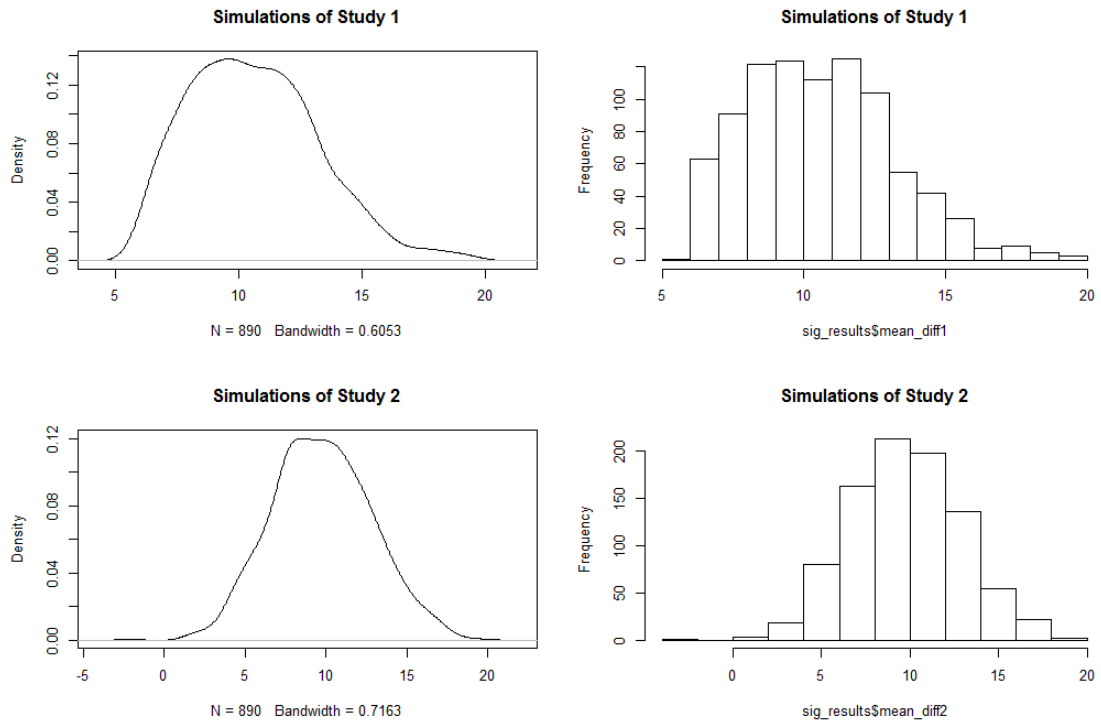 Simulations of Study 1
Density
0.00 0.04 0.08 0.12
5 10 15 20
N = 890 Bandwidth = 0.6053
Simulations of Study 1
Frequency
0 20 40 60 80 100
5 10 15 20
sig_results$mean_diff1
Simulations of Study 2
Density
0.00 0.04 0.08 0.12
-5 0 5 10 15 20
N = 890 Bandwidth = 0.7163
Simulations of Study 2
Frequency
0 50 100 150 200
0 5 10 15 20
sig_results$mean_diff2